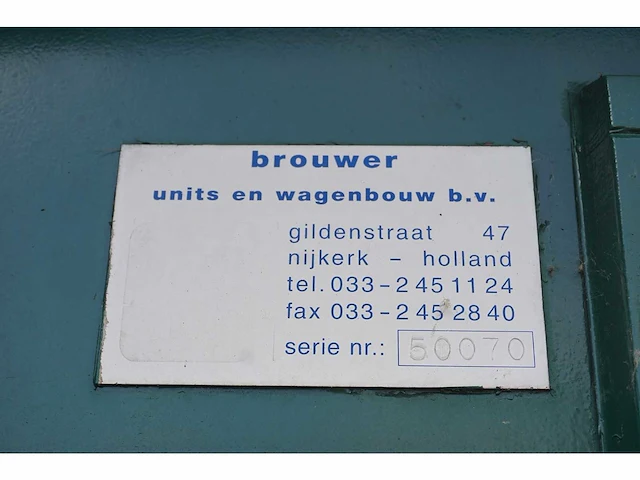 brouwer
units en wagenbouw b.v.
gildenstraat 47
nijkerk – holland
tel. 033 – 2 45 11 24
fax 033 – 2 45 28 40
serie nr.: 50070